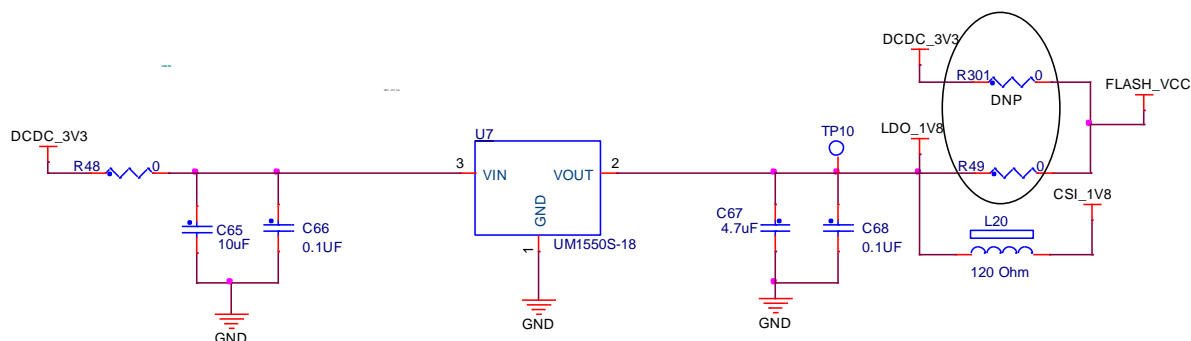 DCDC_3V3
R301
0
DNP
FLASH_VCC
TP10
LDO_1V8
R49
0
CSI_1V8
L20
120 Ohm
DCDC_3V3
R48
0
U7
3
VIN
VOUT
2
GND
1
UM1550S-18
C65
10uF
C66
0.1UF
C67
4.7uF
C68
0.1UF
GND
GND
GND